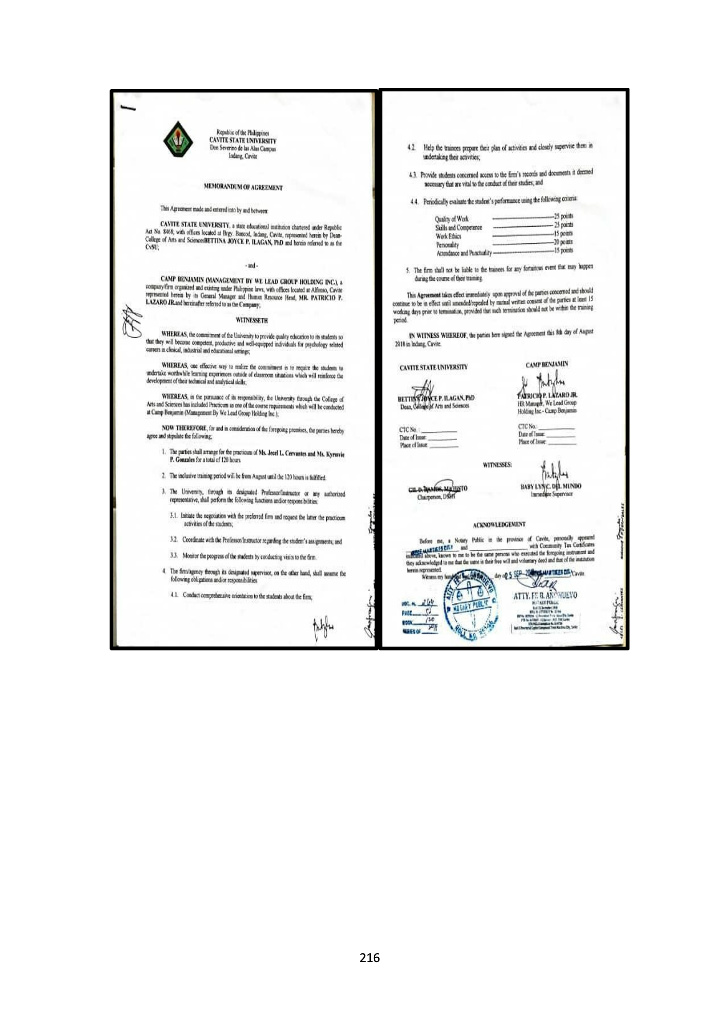 Republic of the Philippines
CAVITE STATE UNIVERSITY
Don Severino de las Alas Campus
Indang, Cavite
MEMORANDUM OF AGREEMENT
This Agreement made and entered into by and between:
CAVITE STATE UNIVERSITY, a state educational institution chartered under Republic
Act No. 8468, with offices located at Brgy. Bancod, Indang, Cavite, represented herein by Dean-
College of Arts and Sciences BETTINA JOYCE P. ILAGAN, PhD and herein referred to as the
CvSU;
- and -
CAMP BENJAMIN (MANAGEMENT BY WE LEAD GROUP HOLDING INC.), a
company/firm organized and existing under Philippine laws, with offices located at Alfonso, Cavite
represented herein by its General Manager and Human Resource Head, MR. PATRICIO P.
LAZARO JR. and hereinafter referred to as the Company;
WITNESSETH
WHEREAS, the commitment of the University to provide quality education to its students so
that they will become competent, productive and well-equipped individuals for psychology related
careers in clinical, industrial and educational settings;
WHEREAS, one effective way to realize the commitment is to require the students to
undertake worthwhile learning experiences outside of classroom situations which will reinforce the
development of their technical and analytical skills;
WHEREAS, in the pursuance of its responsibility, the University through the College of
Arts and Sciences has included Practicum as one of the course requirements which will be conducted
at Camp Benjamin (Management By We Lead Group Holding Inc.);
NOW THEREFORE, for and in consideration of the foregoing premises, the parties hereby
agree and stipulate the following:
1. The parties shall arrange for the practicum of Ms. Jozel L. Cervantes and Ms. Kyrovie
P. Gonzales for a total of 120 hours.
2. The inclusive training period will be from August until the 120 hours is fulfilled.
3. The University, through its designated Professor/Instructor or any authorized
representative, shall perform the following functions and/or responsibilities:
3.1. Initiate the negotiation with the preferred firm and request the latter the practicum
activities of the students;
3.2. Coordinate with the Professor/Instructor regarding the student's assignments; and
3.3. Monitor the progress of the students by conducting visits to the firm.
4. The firm/agency through its designated supervisor, on the other hand, shall assume the
following obligations and/or responsibilities:
4.1. Conduct comprehensive orientation to the students about the firm;
4.2. Help the trainees prepare their plan of activities and closely supervise them in
undertaking their activities;
4.3. Provide students concerned access to the firm's records and documents it deemed
necessary that are vital to the conduct of their studies; and
4.4. Periodically evaluate the student's performance using the following criteria:
Quality of Work 25 points
Skills and Competence 25 points
Work Ethics 15 points
Personality 20 points
Attendance and Punctuality 15 points
5. The firm shall not be liable to the trainees for any fortuitous event that may happen
during the course of their training.
This Agreement takes effect immediately upon approval of the parties concerned and should
continue to be in effect until amended/repealed by mutual written consent of the parties at least 15
working days prior to termination, provided that such termination should not be within the training
period.
IN WITNESS WHEREOF, the parties here signed the Agreement this 8th day of August
2018 in Indang, Cavite.
CAVITE STATE UNIVERSITY
CAMP BENJAMIN
BETTINA JOYCE P. ILAGAN, PhD
Dean, College of Arts and Sciences
PATRICIO P. LAZARO JR.
HR Manager, We Lead Group
Holding Inc - Camp Benjamin
CTC No.:
Date of Issue:
Place of Issue:
CTC No.:
Date of Issue:
Place of Issue:
WITNESSES:
Chairperson,
BABY LYN C. DEL MUNDO
Immediate Supervisor
ACKNOWLEDGEMENT
Before me, a Notary Public in the province of Cavite, personally appeared
and with Community Tax Certificates
above, known to me to be the same persons who executed the foregoing instrument and
they acknowledged to me that the same is their free will and voluntary deed and that of the institution
herein represented.
Witness my hand day of SEP Cavite.
NOTARY PUBLIC
ATTY.
NOTARY PUBLIC
PAGE
BOOK
SERIES OF
216